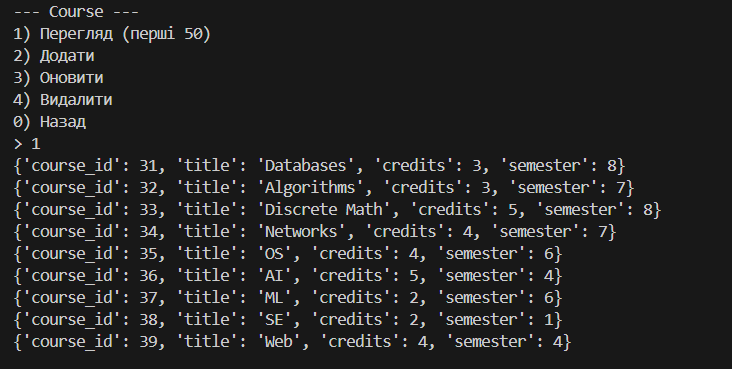 --- Course ---
1) Перегляд (перші 50)
2) Додати
3) Оновити
4) Видалити
0) Назад
> 1
{'course_id': 31, 'title': 'Databases', 'credits': 3, 'semester': 8}
{'course_id': 32, 'title': 'Algorithms', 'credits': 3, 'semester': 7}
{'course_id': 33, 'title': 'Discrete Math', 'credits': 5, 'semester': 8}
{'course_id': 34, 'title': 'Networks', 'credits': 4, 'semester': 7}
{'course_id': 35, 'title': 'OS', 'credits': 4, 'semester': 6}
{'course_id': 36, 'title': 'AI', 'credits': 5, 'semester': 4}
{'course_id': 37, 'title': 'ML', 'credits': 2, 'semester': 6}
{'course_id': 38, 'title': 'SE', 'credits': 2, 'semester': 1}
{'course_id': 39, 'title': 'Web', 'credits': 4, 'semester': 4}